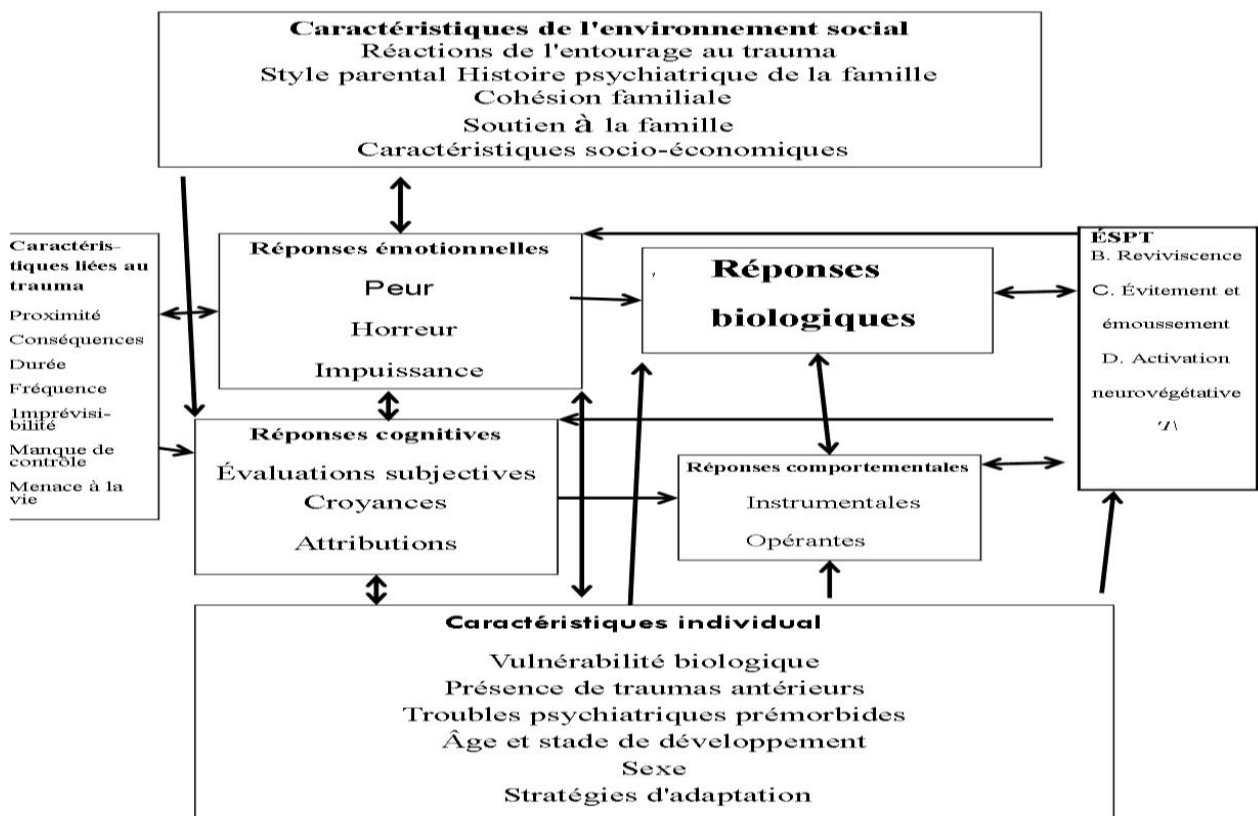 Caractéristiques de l'environnement social
Réactions de l'entourage au trauma
Style parental Histoire psychiatrique de la famille
Cohésion familiale
Soutien à la famille
Caractéristiques socio-économiques
Caractéris-
tiques liées au
trauma
Proximité
Conséquences
Durée
Fréquence
Imprévisi-
bilité
Manque de
contrôle
Menace à la
vie
Réponses émotionnelles
Peur
Horreur
Impuissance
Réponses
biologiques
ÉSPT
B. Reviviscence
C. Évitement et
émoussement
D. Activation
neurovégétative
Réponses cognitives
Évaluations subjectives
Croyances
Attributions
Réponses comportementales
Instrumentales
Opérantes
Caractéristiques individual
Vulnérabilité biologique
Présence de traumas antérieurs
Troubles psychiatriques prémorbides
Âge et stade de développement
Sexe
Stratégies d'adaptation